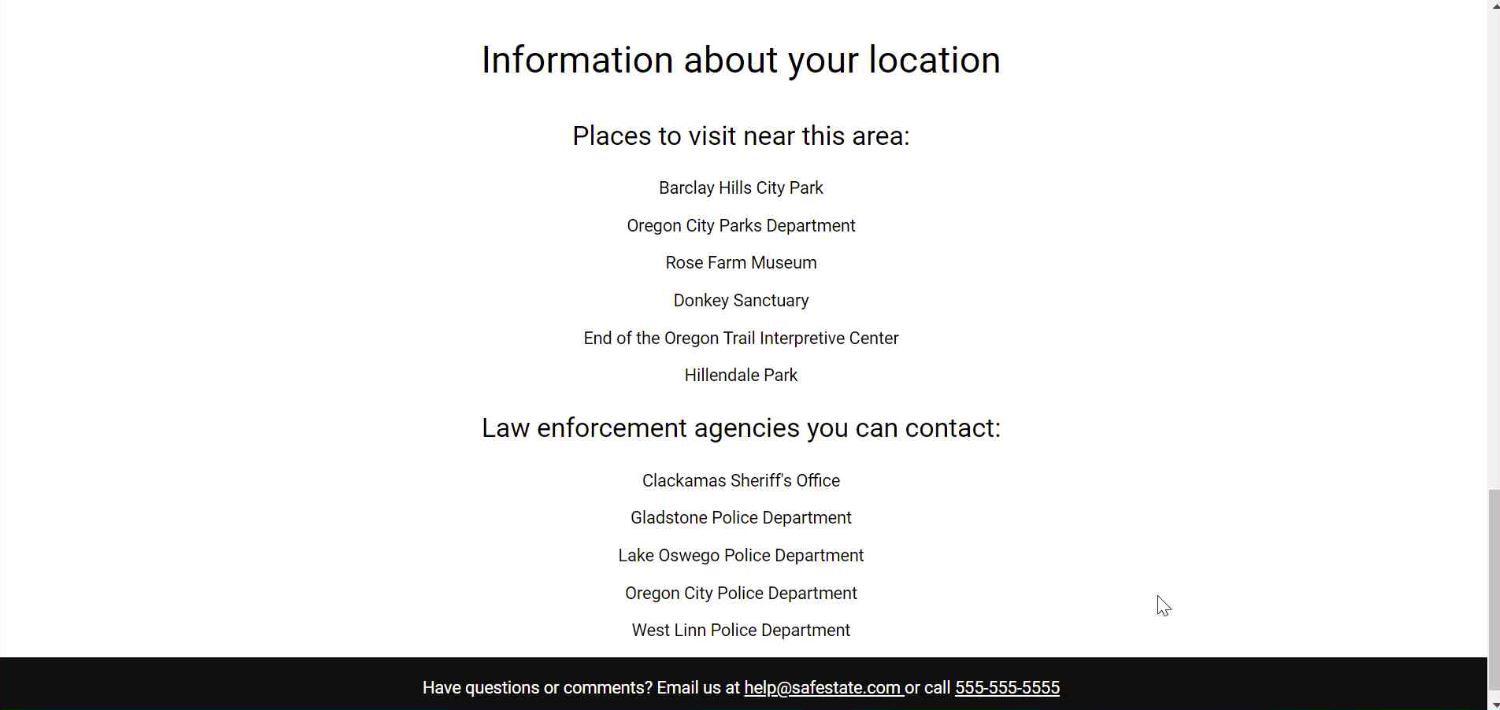 Information about your location
Places to visit near this area:
Barclay Hills City Park
Oregon City Parks Department
Rose Farm Museum
Donkey Sanctuary
End of the Oregon Trail Interpretive Center
Hillendale Park
Law enforcement agencies you can contact:
Clackamas Sheriff's Office
Gladstone Police Department
Lake Oswego Police Department
Oregon City Police Department
West Linn Police Department
Have questions or comments? Email us at help@safestate.com or call 555-555-5555